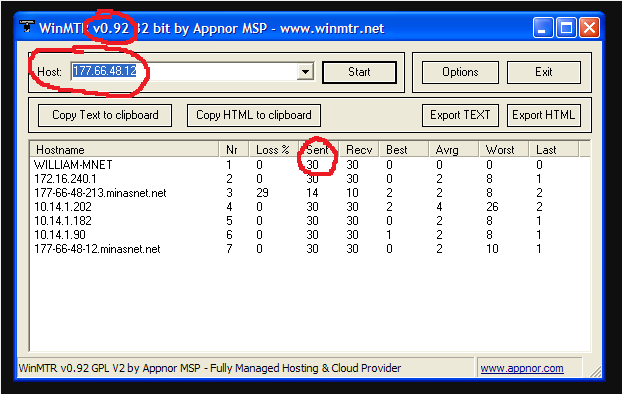 WinMTR v0.92 32 bit by Appnor MSP - www.winmtr.net
Host: 177.66.48.12 Start Options Exit
Copy Text to clipboard Copy HTML to clipboard Export TEXT Export HTML
Hostname Nr Loss % Sent Recv Best Avrg Worst Last
WILLIAM-MNET 1 0 30 30 0 0 0 0
172.16.240.1 2 0 30 30 0 2 8 1
177-66-48-213.minasnet.net 3 29 14 10 2 2 8 2
10.14.1.202 4 0 30 30 2 4 26 2
10.14.1.182 5 0 30 30 0 2 8 1
10.14.1.90 6 0 30 30 1 2 8 1
177-66-48-12.minasnet.net 7 0 30 30 0 2 10 1
WinMTR v0.92 GPL V2 by Appnor MSP - Fully Managed Hosting & Cloud Provider www.appnor.com